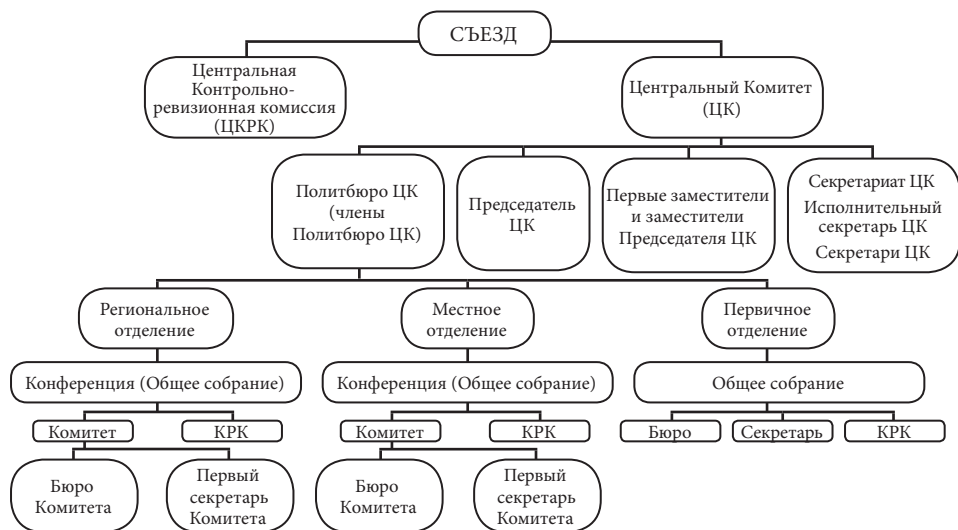 СЪЕЗД
Центральная
Контрольно-
ревизионная комиссия
(ЦКРК)
Центральный Комитет
(ЦК)
Политбюро ЦК
(члены
Политбюро ЦК)
Председатель
ЦК
Первые заместители
и заместители
Председателя ЦК
Секретариат ЦК
Исполнительный
секретарь ЦК
Секретари ЦК
Региональное
отделение
Местное
отделение
Первичное
отделение
Конференция (Общее собрание)
Конференция (Общее собрание)
Общее собрание
Комитет
КРК
Комитет
КРК
Бюро
Секретарь
КРК
Бюро
Комитета
Первый
секретарь
Комитета
Бюро
Комитета
Первый
секретарь
Комитета